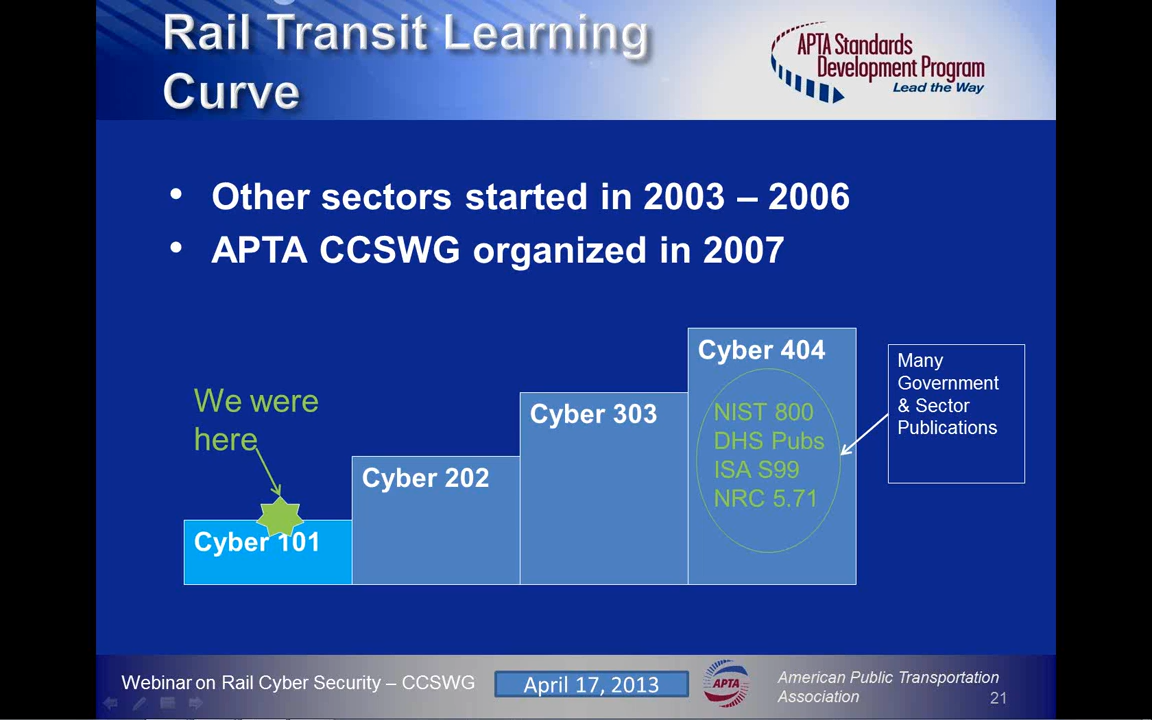 Rail Transit Learning
Curve
APTA Standards
Development Program
Lead the Way
• Other sectors started in 2003 – 2006
• APTA CCSWG organized in 2007
We were
here
Cyber 101
Cyber 202
Cyber 303
Cyber 404
NIST 800
DHS Pubs
ISA S99
NRC 5.71
Many
Government
& Sector
Publications
Webinar on Rail Cyber Security – CCSWG
April 17, 2013
APTA
American Public Transportation
Association
21